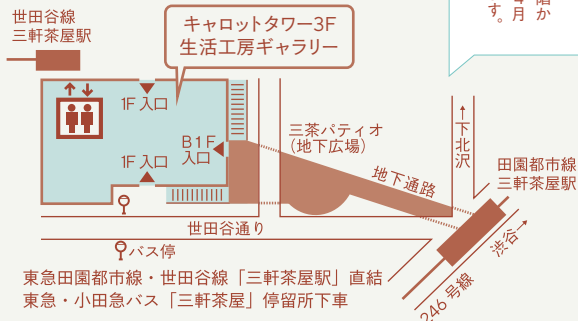 世田谷線
三軒茶屋駅
キャロットタワー3F
生活工房ギャラリー
1F 入口
B1F
入口
1F 入口
三茶パティオ
(地下広場)
地下通路
↑下北沢
田園都市線
三軒茶屋駅
渋谷→
246号線
世田谷通り
バス停
東急田園都市線・世田谷線「三軒茶屋駅」直結
東急・小田急バス「三軒茶屋」停留所下車
4月
す。